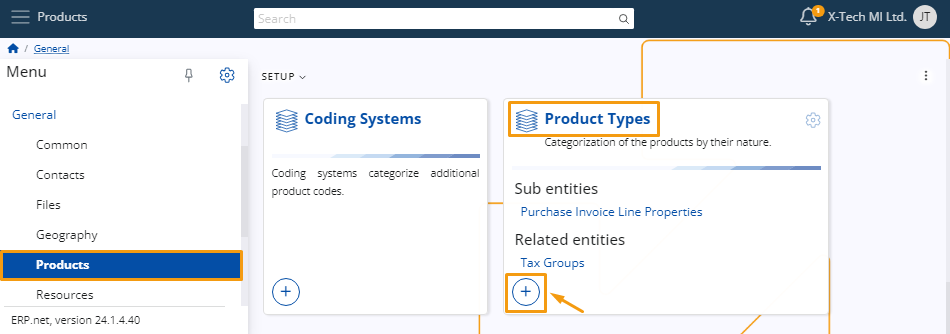 Products
Search
1
X-Tech MI Ltd.
JT
/ General
Menu
General
Common
Contacts
Files
Geography
Products
Resources
ERP.net, version 24.1.4.40
SETUP
Coding Systems
Coding systems categorize additional
product codes.
Product Types
Categorization of the products by their nature.
Sub entities
Purchase Invoice Line Properties
Related entities
Tax Groups